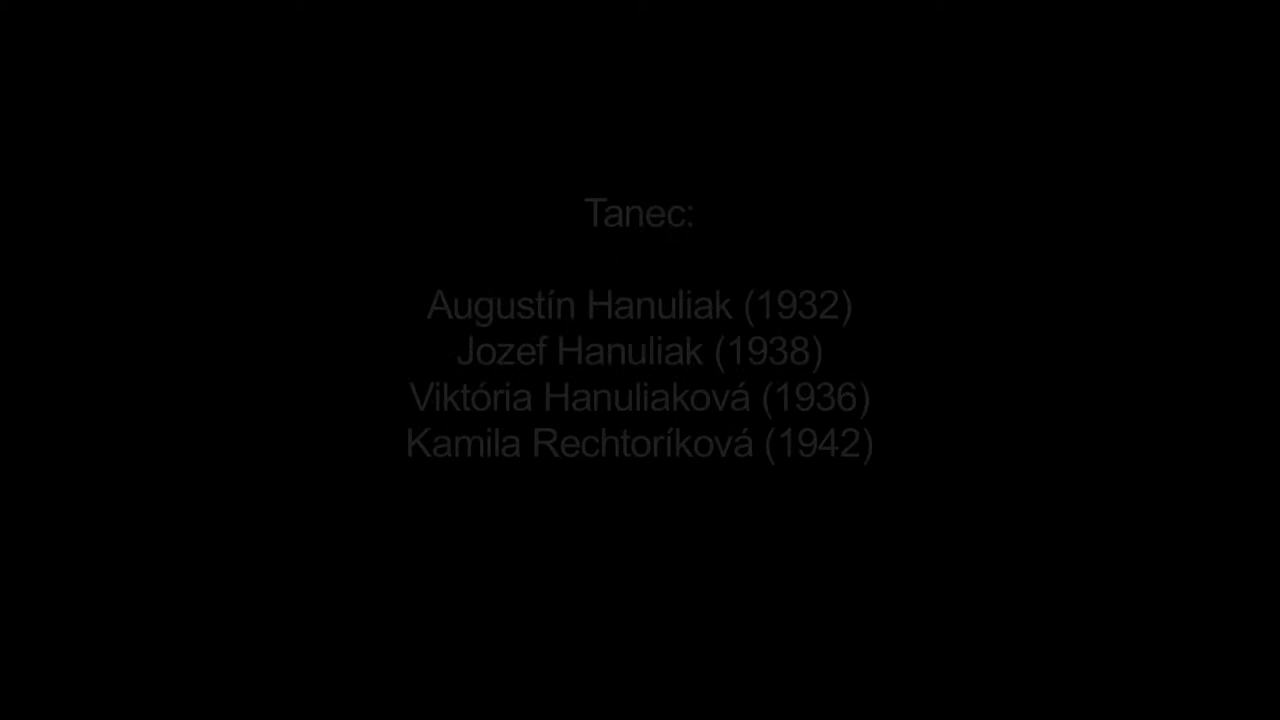 Tanec:
Augustín Hanuliak (1932)
Jozef Hanuliak (1938)
Viktória Hanuliaková (1936)
Kamila Rechtoríková (1942)